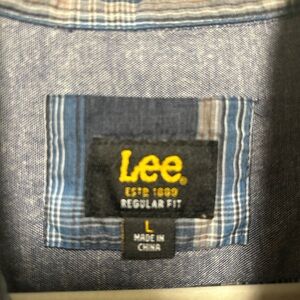 Lee®
ESTD 1889
REGULAR FIT
L
MADE IN
CHINA